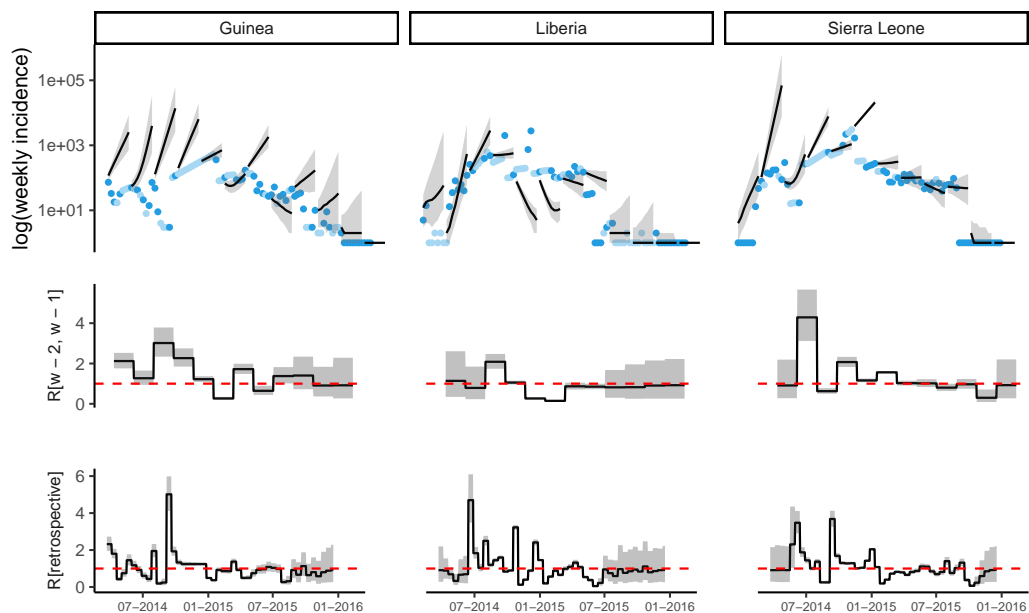 Guinea
Liberia
Sierra Leone
log(weekly incidence)
1e+05
1e+03
1e+01
R[w − 2, w − 1]
4
2
0
R[retrospective]
6
4
2
0
07−2014
01−2015
07−2015
01−2016
07−2014
01−2015
07−2015
01−2016
07−2014
01−2015
07−2015
01−2016